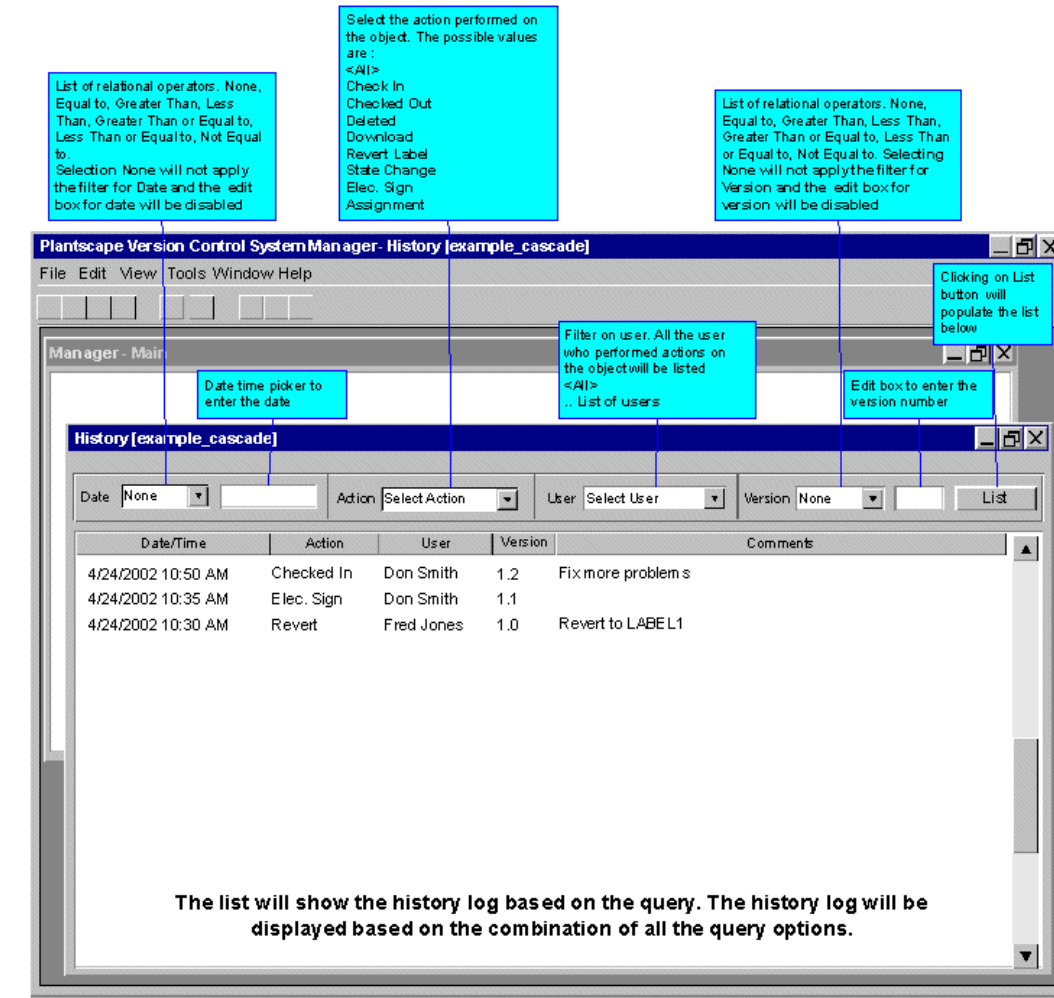 Select the action performed on
the object. The possible values
are :
<All>
Check In
Checked Out
Deleted
Download
Revert Label
State Change
Elec. Sign
Assignment
List of relational operators. None,
Equal to, Greater Than, Less
Than, Greater Than or Equal to,
Less Than or Equal to, Not Equal
to.
Selection None will not apply
the filter for Date and the edit
box for date will be disabled
List of relational operators. None,
Equal to, Greater Than, Less Than,
Greater Than or Equal to, Less Than
or Equal to, Not Equal to. Selecting
None will not apply the filter for
Version and the edit box for
version will be disabled
Plantscape Version Control System Manager- History [example_cascade]
File Edit View Tools Window Help
Clicking on List
button will
populate the list
below
Manager - Main
Filter on user. All the user
who performed actions on
the object will be listed
<All>
.. List of users
Date time picker to
enter the date
Edit box to enter the
version number
History [example_cascade]
Date None Action Select Action User Select User Version None List
Date/Time Action User Version Comments
4/24/2002 10:50 AM Checked In Don Smith 1.2 Fix more problems
4/24/2002 10:35 AM Elec. Sign Don Smith 1.1
4/24/2002 10:30 AM Revert Fred Jones 1.0 Revert to LABEL1
The list will show the history log based on the query. The history log will be
displayed based on the combination of all the query options.